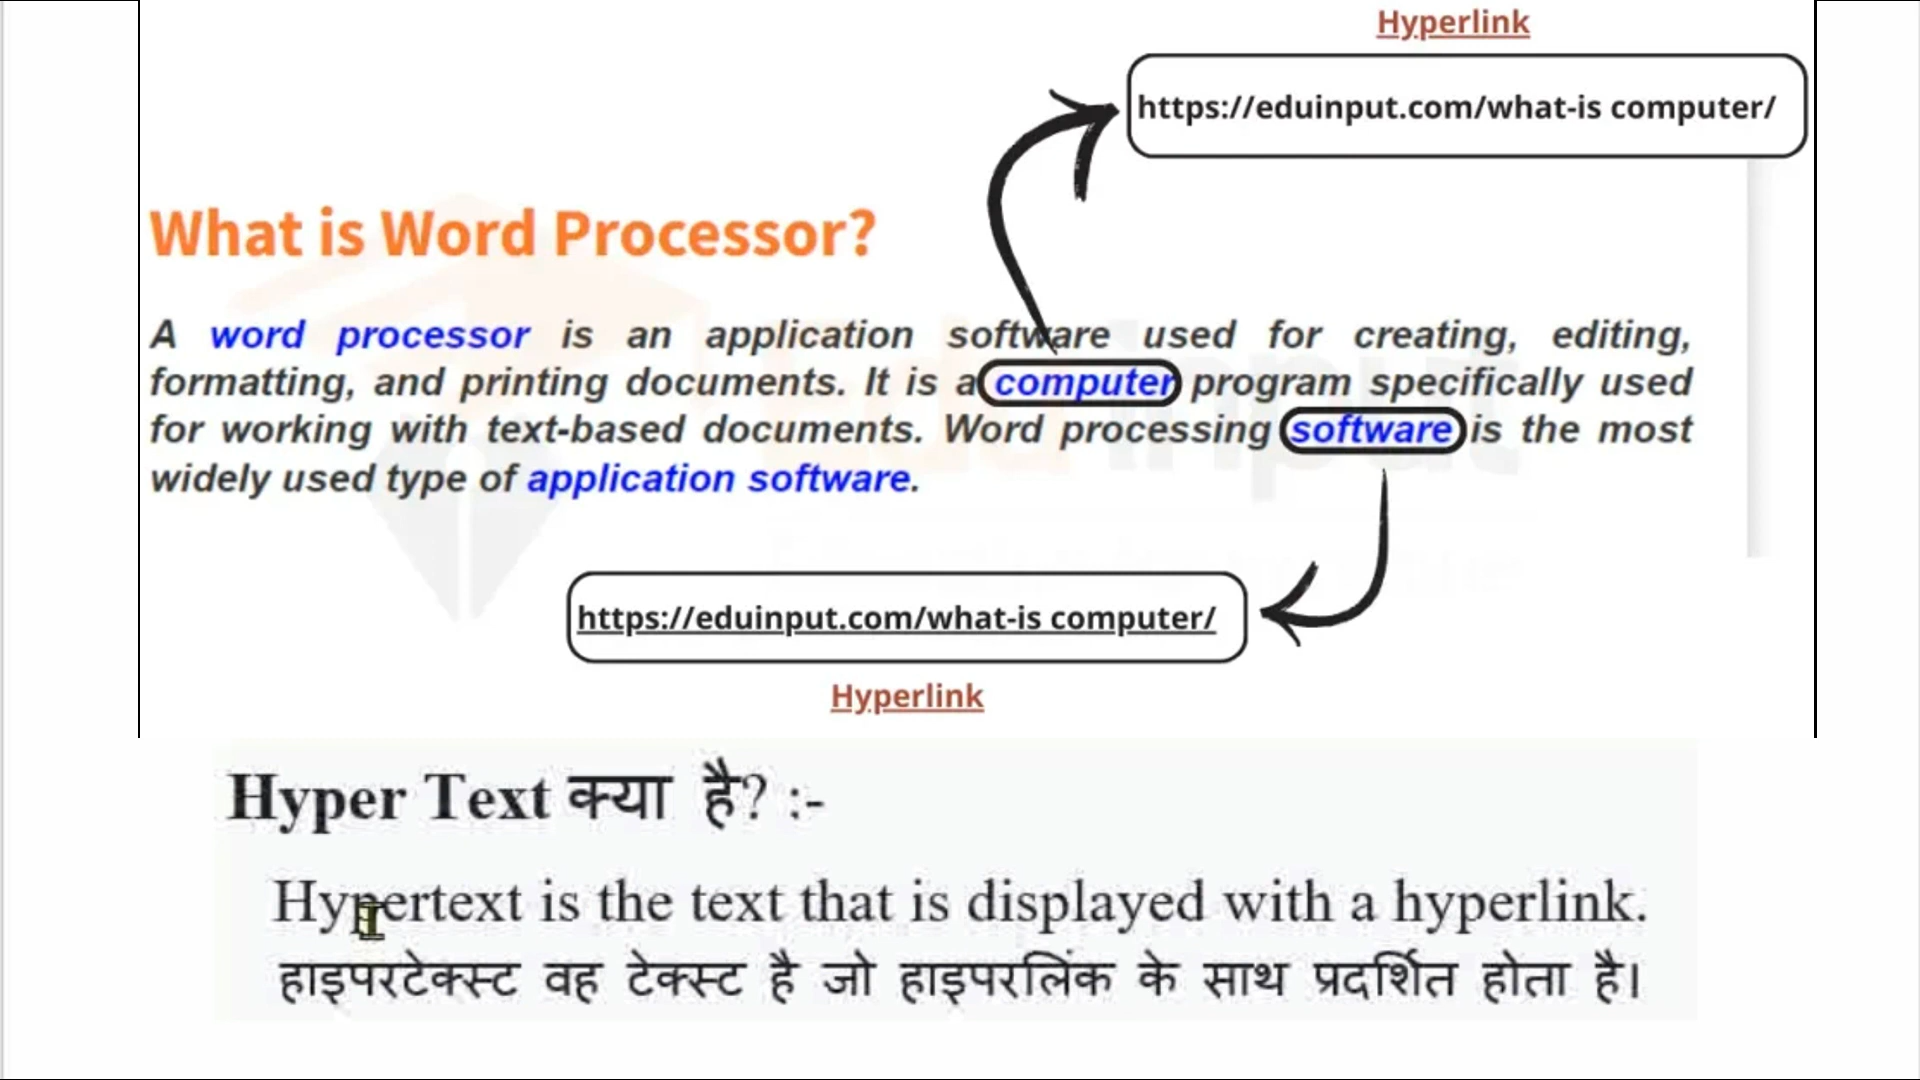 Hyperlink
https://eduinput.com/what-is computer/
What is Word Processor?
A word processor is an application software used for creating, editing,
formatting, and printing documents. It is a computer program specifically used
for working with text-based documents. Word processing software is the most
widely used type of application software.
https://eduinput.com/what-is computer/
Hyperlink
Hyper Text क्या है? :-
Hypertext is the text that is displayed with a hyperlink.
हाइपरटेक्स्ट वह टेक्स्ट है जो हाइपरलिंक के साथ प्रदर्शित होता है।